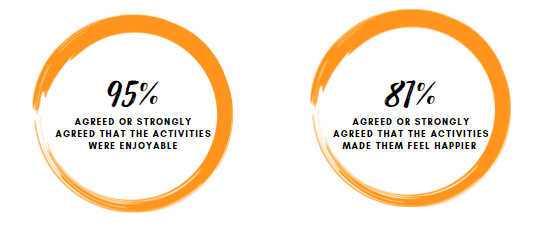 95%
AGREED OR STRONGLY
AGREED THAT THE ACTIVITIES
WERE ENJOYABLE
81%
AGREED OR STRONGLY
AGREED THAT THE ACTIVITIES
MADE THEM FEEL HAPPIER